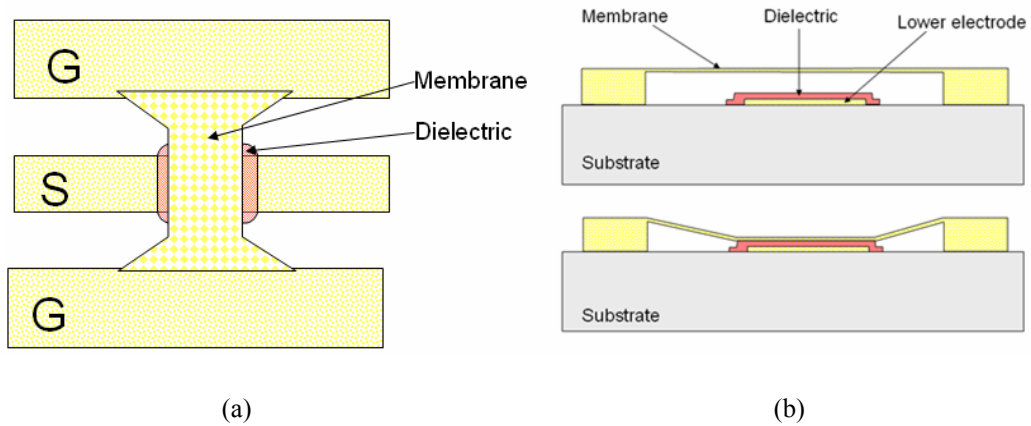 G
Membrane
Dielectric
S
G
(a)
Membrane
Dielectric
Lower electrode
Substrate
Substrate
(b)